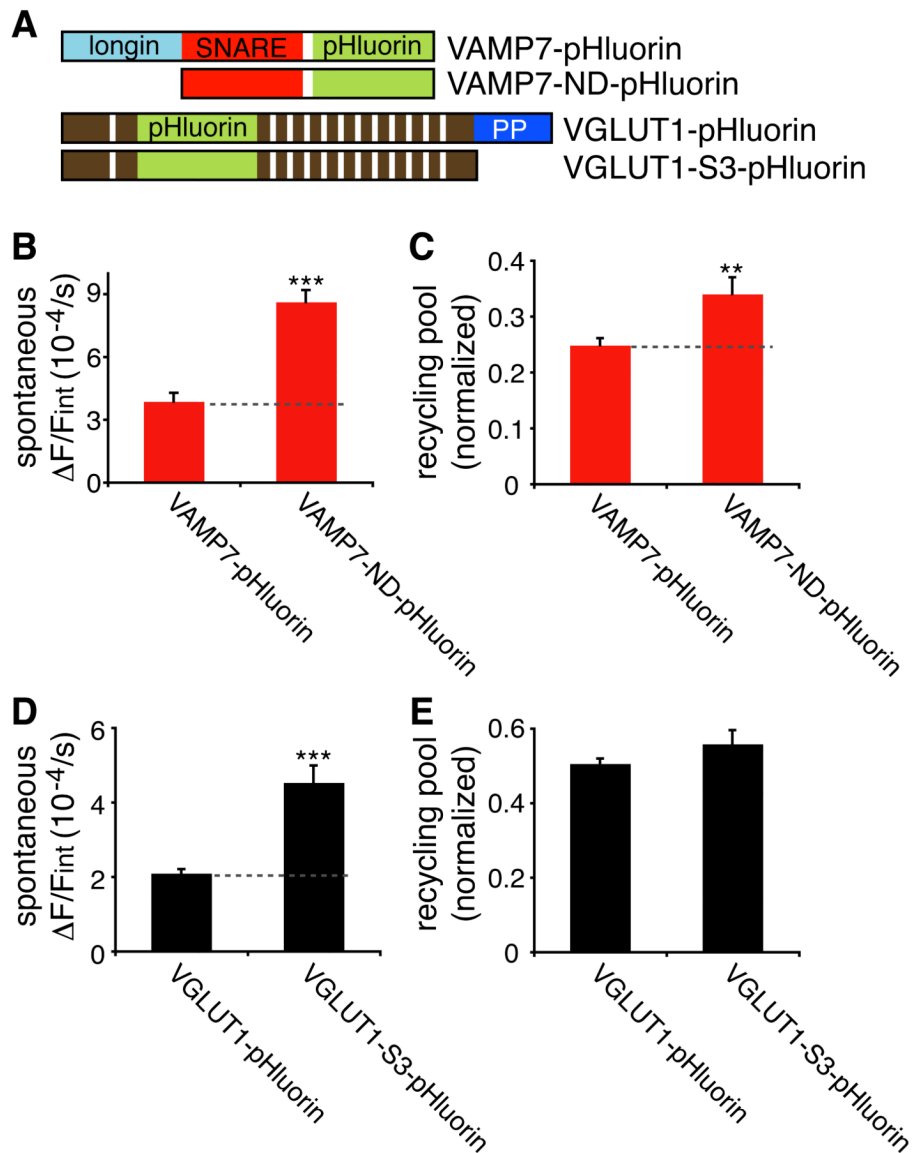 A
longin SNARE pHluorin VAMP7-pHluorin
VAMP7-ND-pHluorin
pHluorin PP VGLUT1-pHluorin
VGLUT1-S3-pHluorin
B
spontaneous
ΔF/Fint (10-4/s)
9
6
3
0
***
VAMP7-pHluorin
VAMP7-ND-pHluorin
C
recycling pool
(normalized)
0.4
0.3
0.2
0.1
0
**
VAMP7-pHluorin
VAMP7-ND-pHluorin
D
spontaneous
ΔF/Fint (10-4/s)
6
4
2
0
***
VGLUT1-pHluorin
VGLUT1-S3-pHluorin
E
recycling pool
(normalized)
0.6
0.4
0.2
0
VGLUT1-pHluorin
VGLUT1-S3-pHluorin